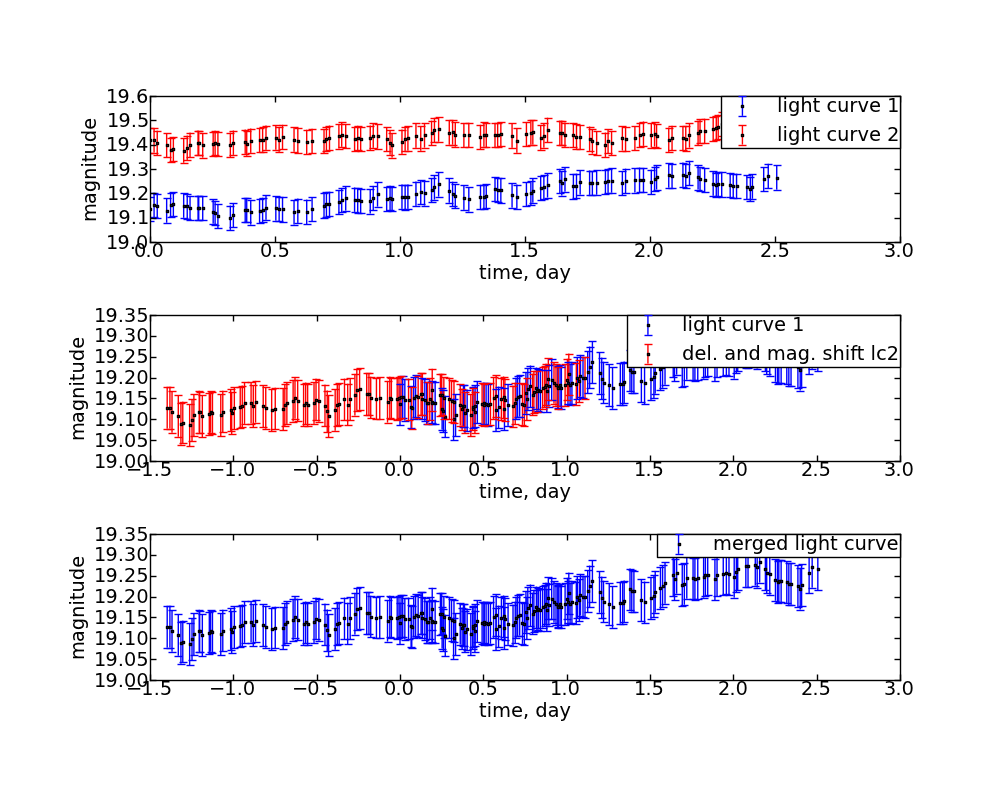 19.6
19.5
19.4
19.3
19.2
19.1
19.0
magnitude
light curve 1
light curve 2
0.0 0.5 1.0 1.5 2.0 2.5 3.0
time, day
19.35
19.30
19.25
19.20
19.15
19.10
19.05
19.00
magnitude
light curve 1
del. and mag. shift lc2
−1.5 −1.0 −0.5 0.0 0.5 1.0 1.5 2.0 2.5 3.0
time, day
19.35
19.30
19.25
19.20
19.15
19.10
19.05
19.00
magnitude
merged light curve
−1.5 −1.0 −0.5 0.0 0.5 1.0 1.5 2.0 2.5 3.0
time, day